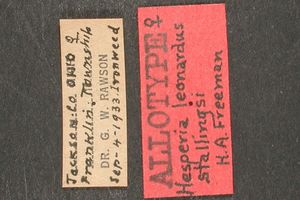 Jackson: Co. OHIO ♀
Franklin: Township
DR. G. W. RAWSON
Sep-4-1933. Ironweed
ALLOTYPE ♀
Hesperia leonardus
stallingsi
H.A. Freeman